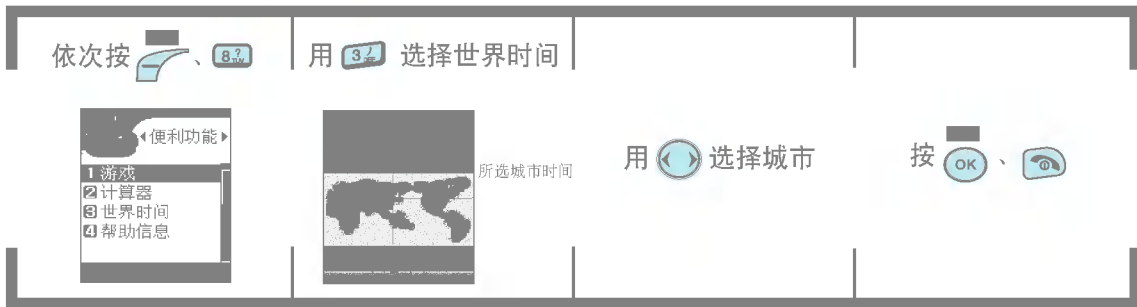 依次按 、 8 TUV
◀便利功能▶
1 游戏
2 计算器
3 世界时间
4 帮助信息
用 3 DEF 选择世界时间
所选城市时间
用 选择城市
按 OK 、